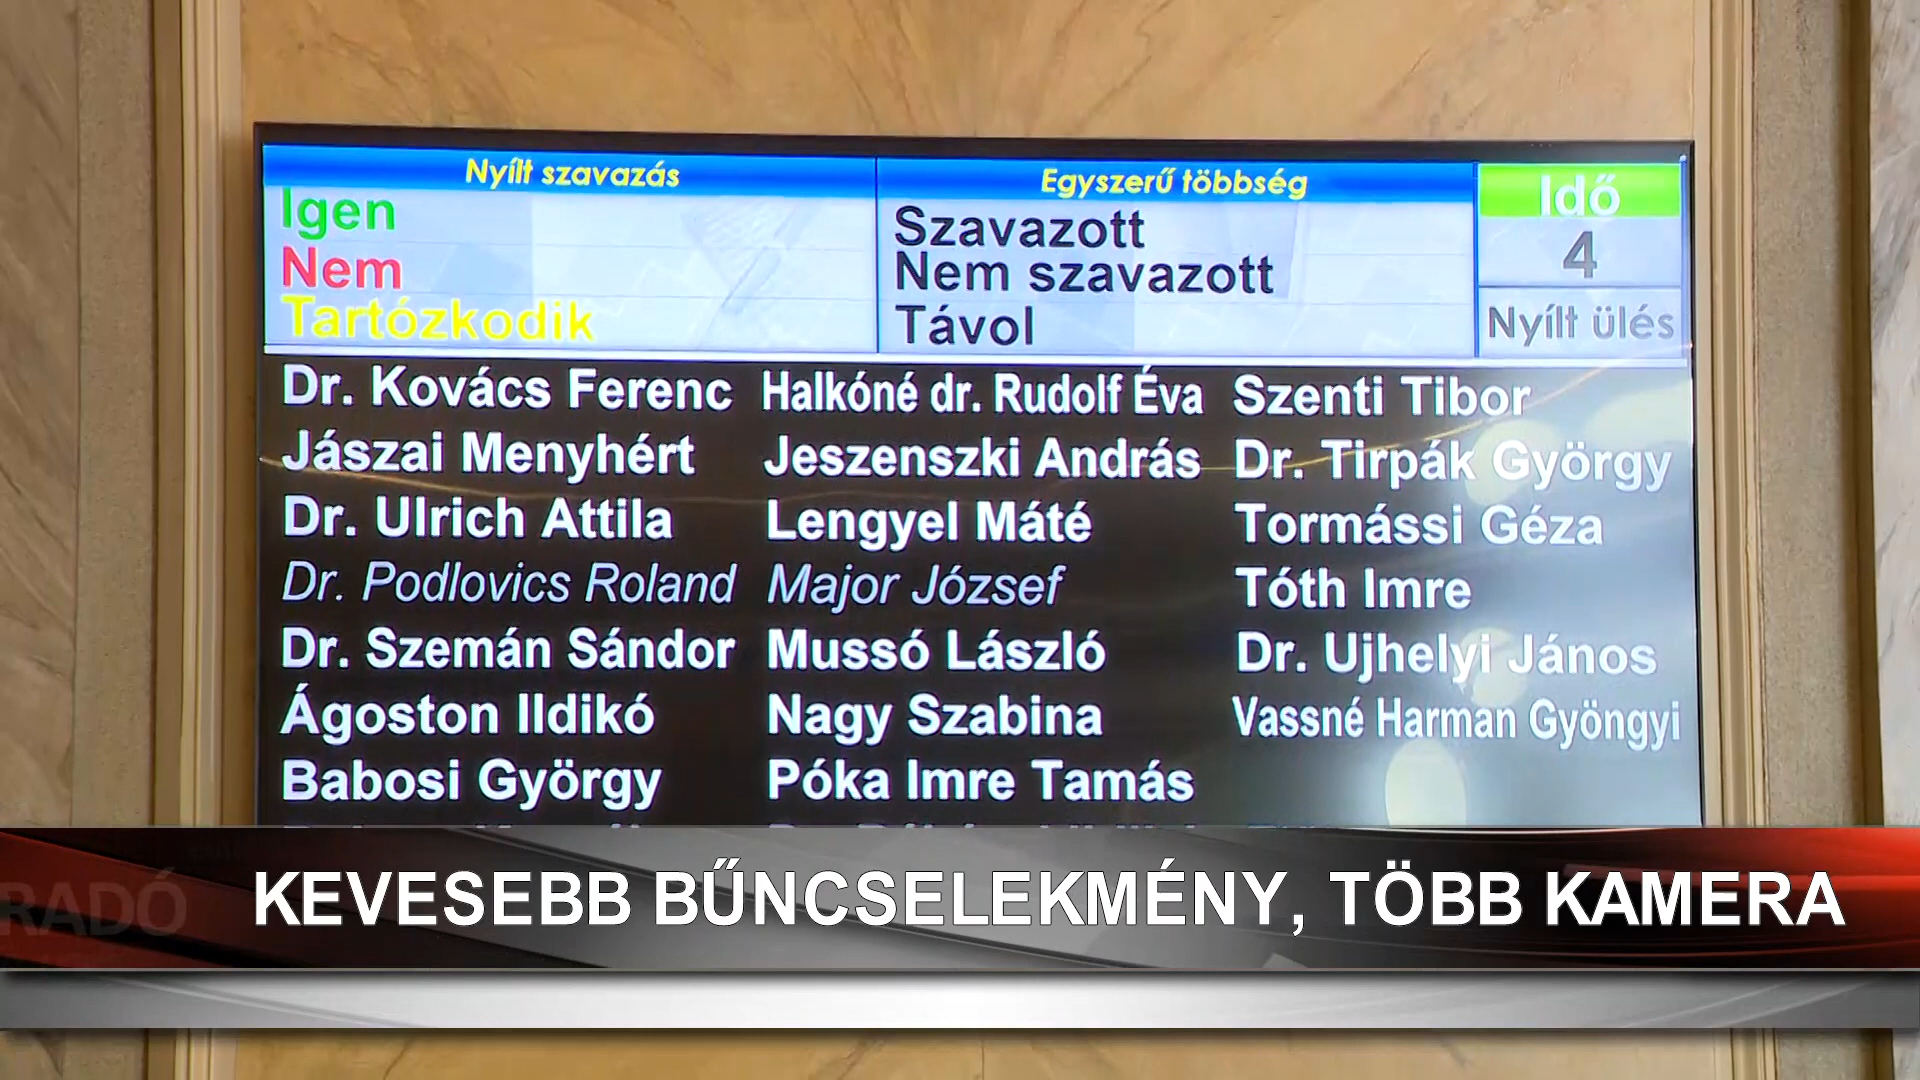 Nyílt szavazás
Igen
Nem
Tartózkodik
Egyszerű többség
Szavazott
Nem szavazott
Távol
Idő
4
Nyílt ülés
Dr. Kovács Ferenc
Jászai Menyhért
Dr. Ulrich Attila
Dr. Podlovics Roland
Dr. Szemán Sándor
Ágoston Ildikó
Babosi György
Halkóné dr. Rudolf Éva
Jeszenszki András
Lengyel Máté
Major József
Mussó László
Nagy Szabina
Póka Imre Tamás
Szenti Tibor
Dr. Tirpák György
Tormássi Géza
Tóth Imre
Dr. Ujhelyi János
Vassné Harman Gyöngyi
RADÓ
KEVESEBB BŰNCSELEKMÉNY, TÖBB KAMERA